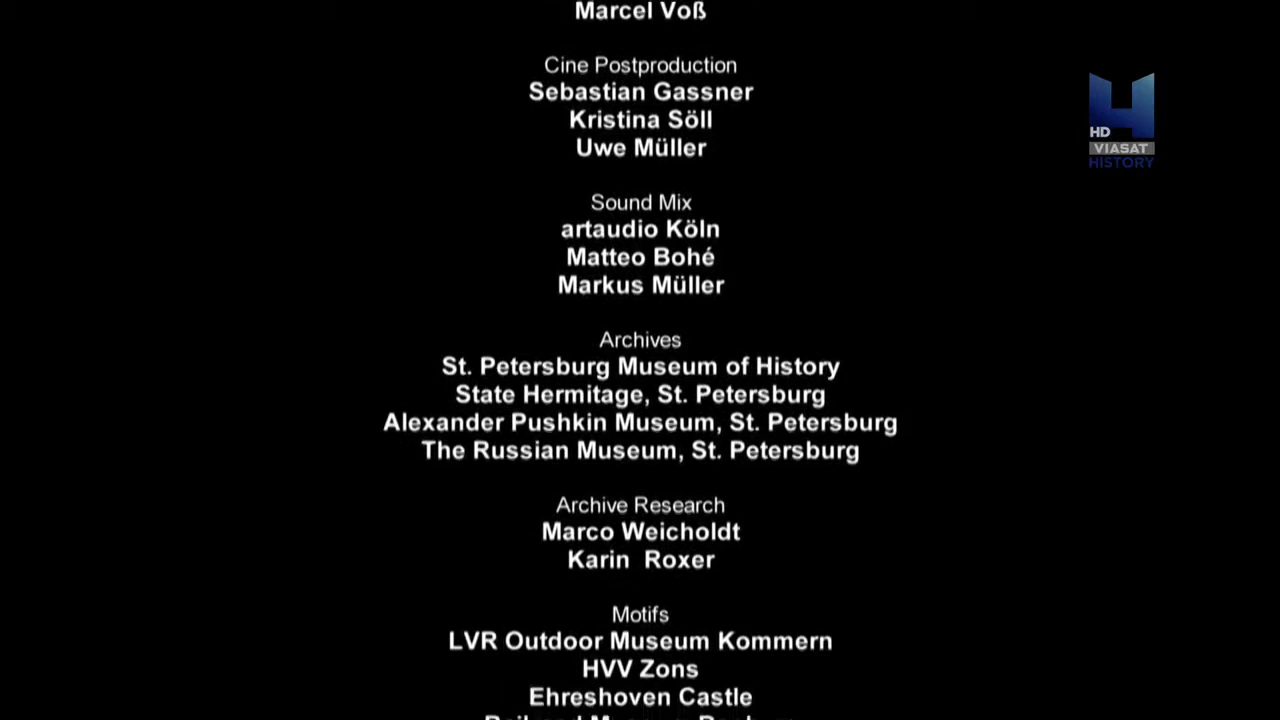 Marcel Voß
Cine Postproduction
Sebastian Gassner
Kristina Söll
Uwe Müller
HD
VIASAT
HISTORY
Sound Mix
artaudio Köln
Matteo Bohé
Markus Müller
Archives
St. Petersburg Museum of History
State Hermitage, St. Petersburg
Alexander Pushkin Museum, St. Petersburg
The Russian Museum, St. Petersburg
Archive Research
Marco Weicholdt
Karin Roxer
Motifs
LVR Outdoor Museum Kommern
HVV Zons
Ehreshoven Castle